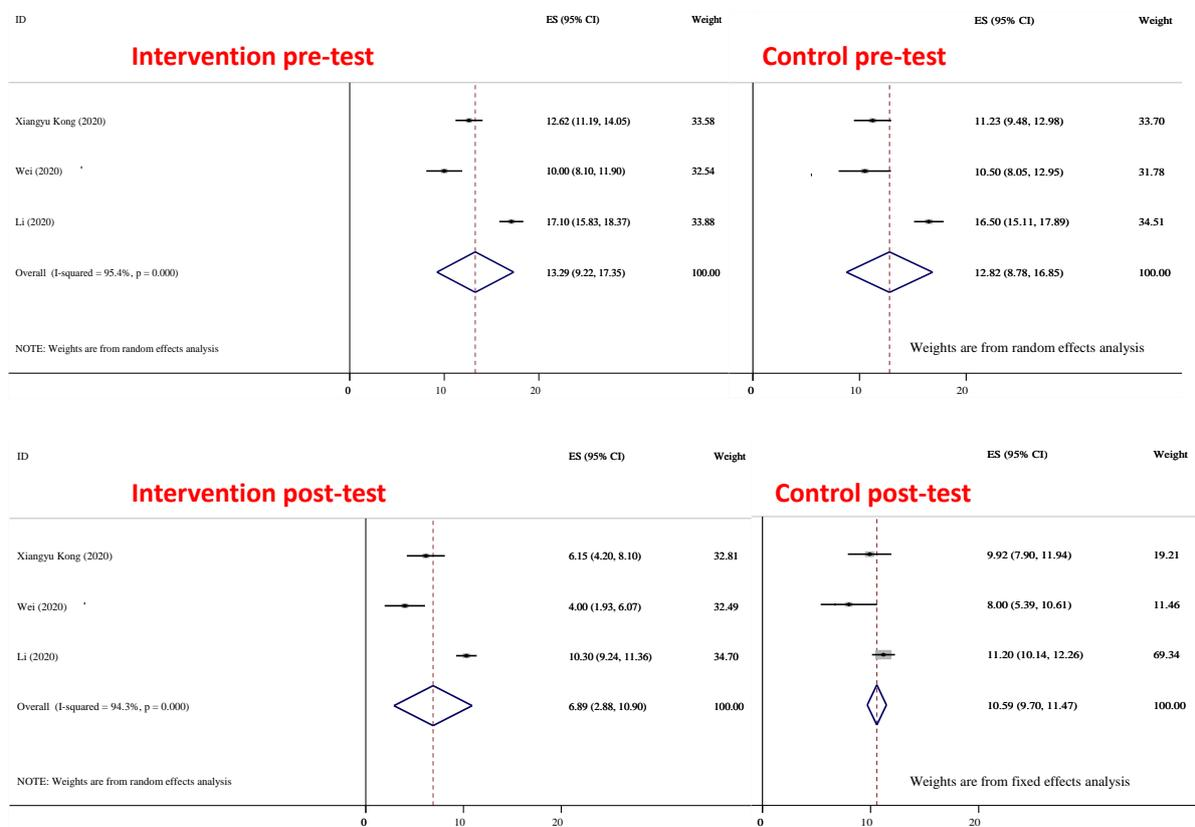 ID ES (95% CI) Weight ES (95% CI) Weight
Intervention pre-test Control pre-test
Xiangyu Kong (2020) 12.62 (11.19, 14.05) 33.58 11.23 (9.48, 12.98) 33.70
Wei (2020) 10.00 (8.10, 11.90) 32.54 10.50 (8.05, 12.95) 31.78
Li (2020) 17.10 (15.83, 18.37) 33.88 16.50 (15.11, 17.89) 34.51
Overall (I-squared = 95.4%, p = 0.000) 13.29 (9.22, 17.35) 100.00 12.82 (8.78, 16.85) 100.00
NOTE: Weights are from random effects analysis Weights are from random effects analysis
0 10 20 0 10 20
ID ES (95% CI) Weight ES (95% CI) Weight
Intervention post-test Control post-test
Xiangyu Kong (2020) 6.15 (4.20, 8.10) 32.81 9.92 (7.90, 11.94) 19.21
Wei (2020) 4.00 (1.93, 6.07) 32.49 8.00 (5.39, 10.61) 11.46
Li (2020) 10.30 (9.24, 11.36) 34.70 11.20 (10.14, 12.26) 69.34
Overall (I-squared = 94.3%, p = 0.000) 6.89 (2.88, 10.90) 100.00 10.59 (9.70, 11.47) 100.00
NOTE: Weights are from random effects analysis Weights are from fixed effects analysis
0 10 20 0 10 20